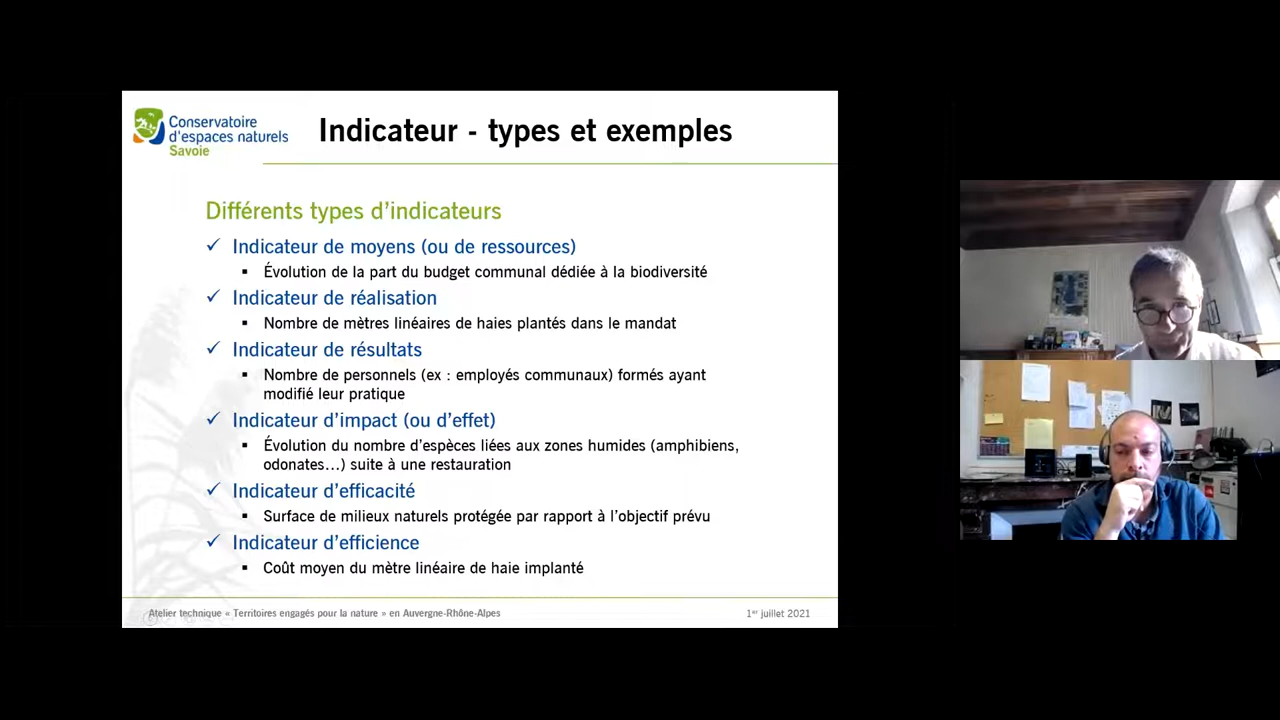 Conservatoire
d'espaces naturels
Savoie
Indicateur - types et exemples
Différents types d'indicateurs
✓ Indicateur de moyens (ou de ressources)
▪ Évolution de la part du budget communal dédiée à la biodiversité
✓ Indicateur de réalisation
▪ Nombre de mètres linéaires de haies plantés dans le mandat
✓ Indicateur de résultats
▪ Nombre de personnels (ex : employés communaux) formés ayant
modifié leur pratique
✓ Indicateur d'impact (ou d'effet)
▪ Évolution du nombre d'espèces liées aux zones humides (amphibiens,
odonates...) suite à une restauration
✓ Indicateur d'efficacité
▪ Surface de milieux naturels protégée par rapport à l'objectif prévu
✓ Indicateur d'efficience
▪ Coût moyen du mètre linéaire de haie implanté
Atelier technique « Territoires engagés pour la nature » en Auvergne-Rhône-Alpes
1er juillet 2021